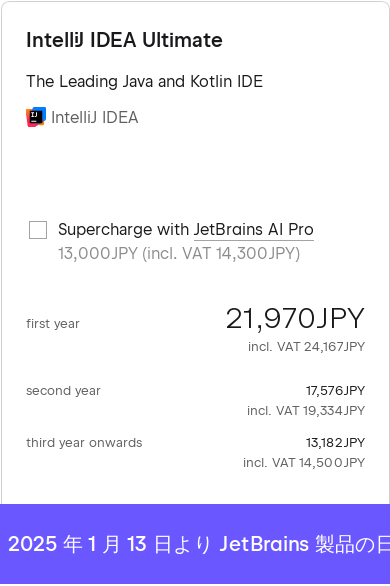 IntelliJ IDEA Ultimate
The Leading Java and Kotlin IDE
IJ IntelliJ IDEA
Supercharge with JetBrains AI Pro
13,000JPY (incl. VAT 14,300JPY)
first year 21,970JPY
incl. VAT 24,167JPY
second year 17,576JPY
incl. VAT 19,334JPY
third year onwards 13,182JPY
incl. VAT 14,500JPY
2025 年 1 月 13 日より JetBrains 製品の日